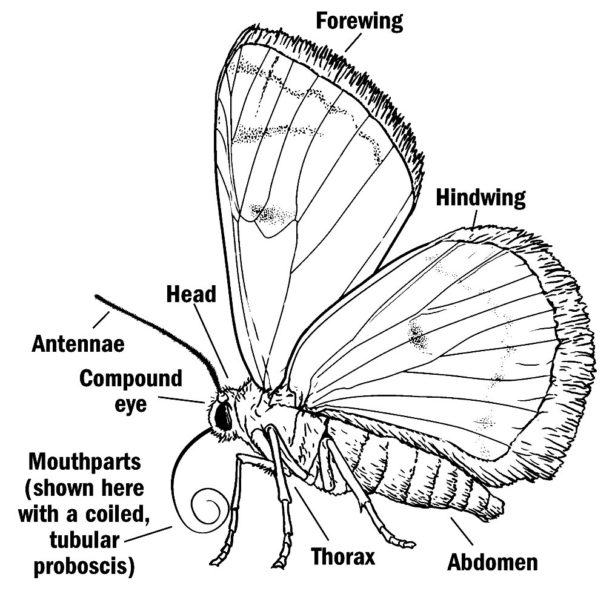 Forewing
Hindwing
Head
Antennae
Compound
eye
Mouthparts
(shown here
with a coiled,
tubular
proboscis)
Thorax
Abdomen